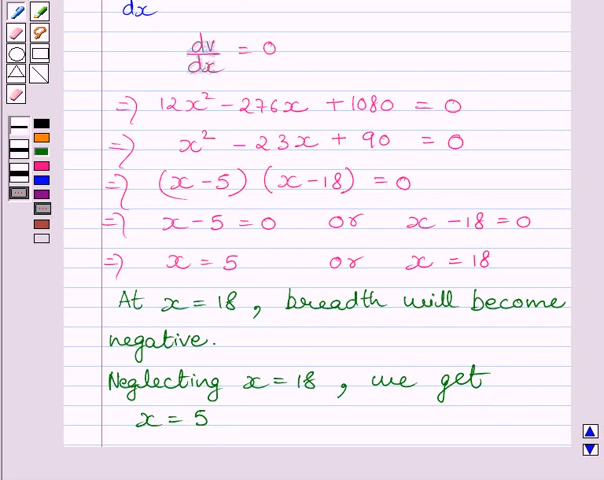 dx
dv/dx = 0
=> 12x² - 276x + 1080 = 0
=> x² - 23x + 90 = 0
=> (x-5) (x-18) = 0
=> x-5=0 or x-18=0
=> x=5 or x=18
At x=18, breadth will become
negative.
Neglecting x=18, we get
x=5